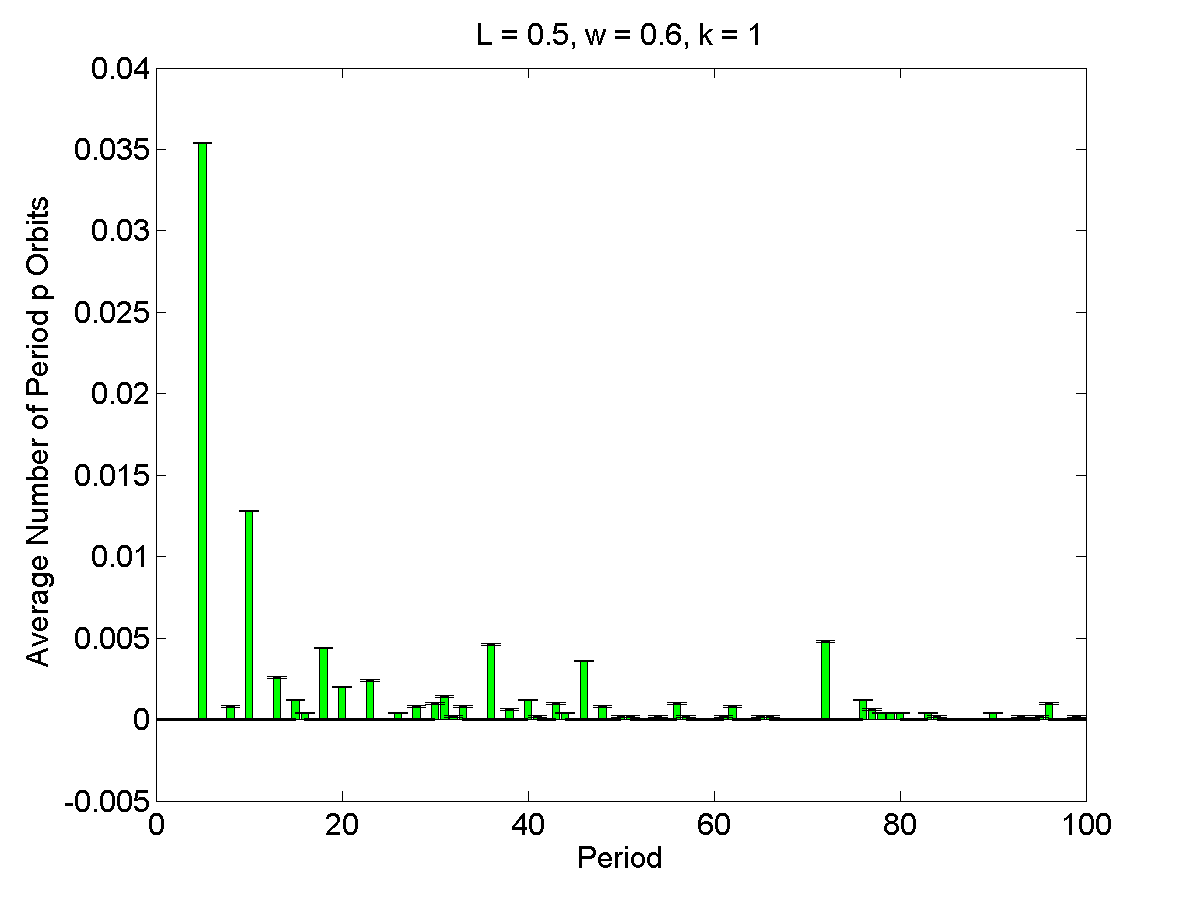 L = 0.5, w = 0.6, k = 1
0.04
0.035
0.03
0.025
0.02
0.015
0.01
0.005
0
-0.005
Average Number of Period p Orbits
0 20 40 60 80 100
Period